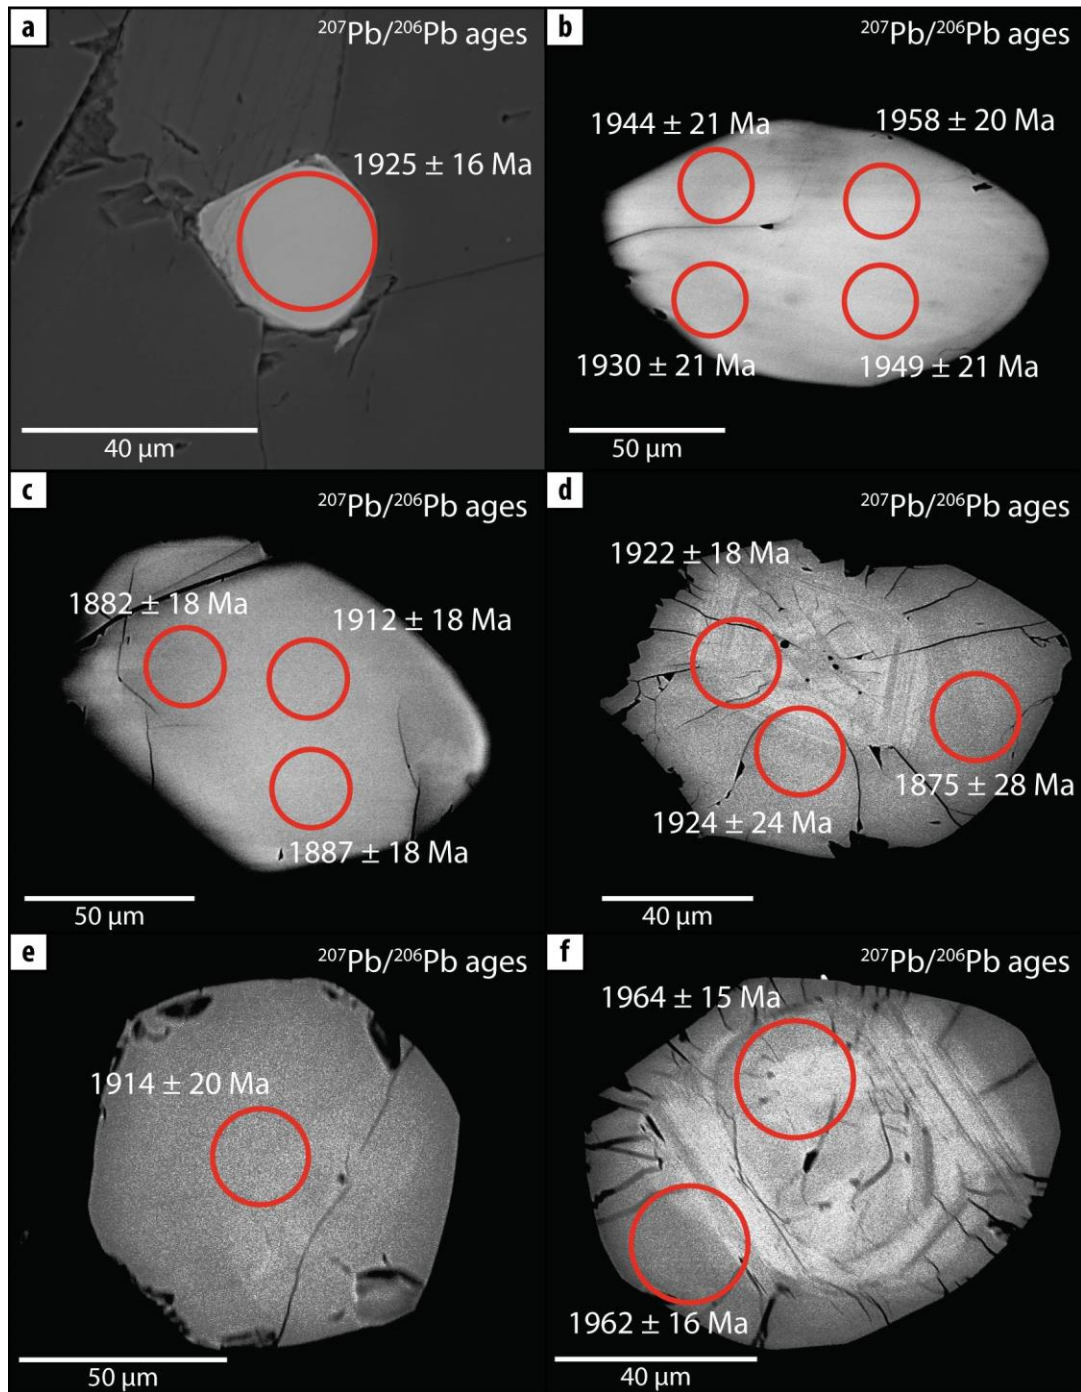 a
²⁰⁷Pb/²⁰⁶Pb ages
1925 ± 16 Ma
40 µm
b
²⁰⁷Pb/²⁰⁶Pb ages
1944 ± 21 Ma
1958 ± 20 Ma
1930 ± 21 Ma
1949 ± 21 Ma
50 µm
c
²⁰⁷Pb/²⁰⁶Pb ages
1882 ± 18 Ma
1912 ± 18 Ma
1887 ± 18 Ma
50 µm
d
²⁰⁷Pb/²⁰⁶Pb ages
1922 ± 18 Ma
1875 ± 28 Ma
1924 ± 24 Ma
40 µm
e
²⁰⁷Pb/²⁰⁶Pb ages
1914 ± 20 Ma
50 µm
f
²⁰⁷Pb/²⁰⁶Pb ages
1964 ± 15 Ma
1962 ± 16 Ma
40 µm